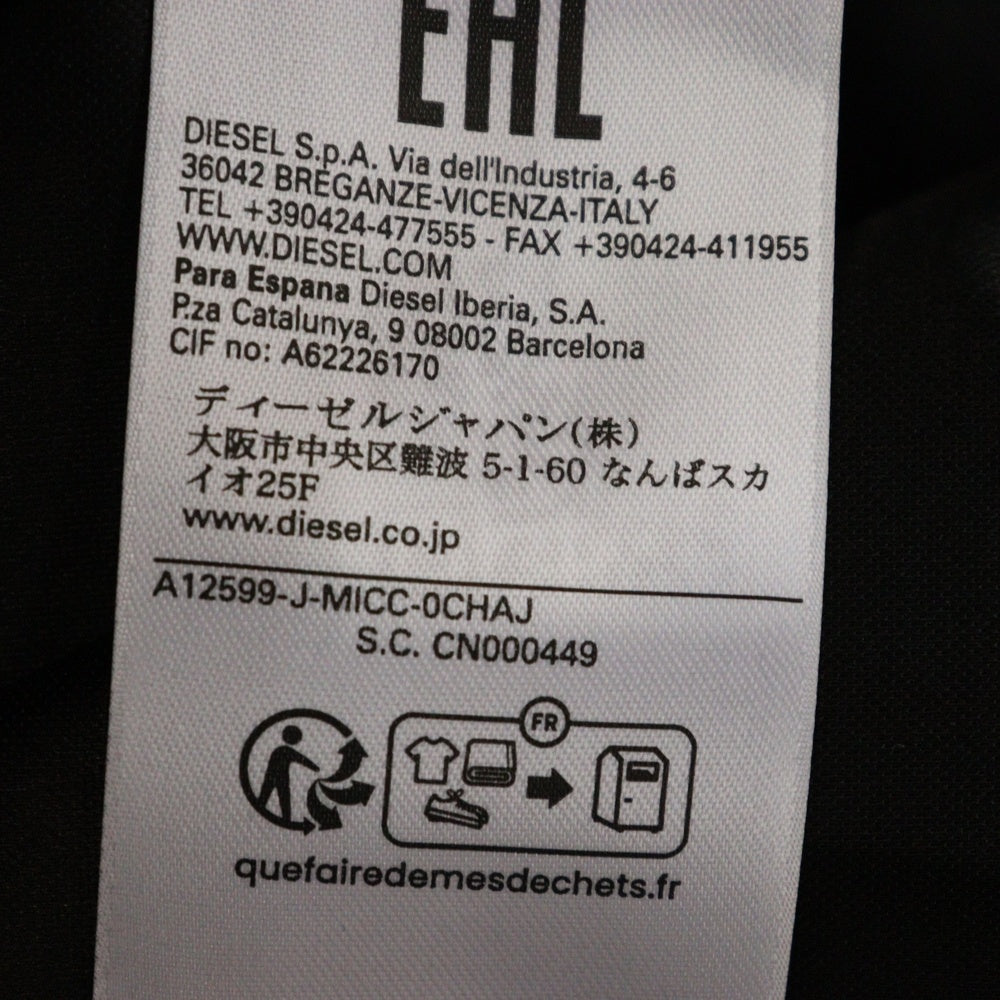 EAC
DIESEL S.p.A. Via dell'Industria, 4-6
36042 BREGANZE-VICENZA-ITALY
TEL +390424-477555 - FAX +390424-411955
WWW.DIESEL.COM
Para Espana Diesel Iberia, S.A.
P.za Catalunya, 9 08002 Barcelona
CIF no: A62226170
ディーゼルジャパン(株)
大阪市中央区難波 5-1-60 なんばスカ
イオ25F
www.diesel.co.jp
A12599-J-MICC-0CHAJ
S.C. CN000449
FR
quefairedemesdechets.fr